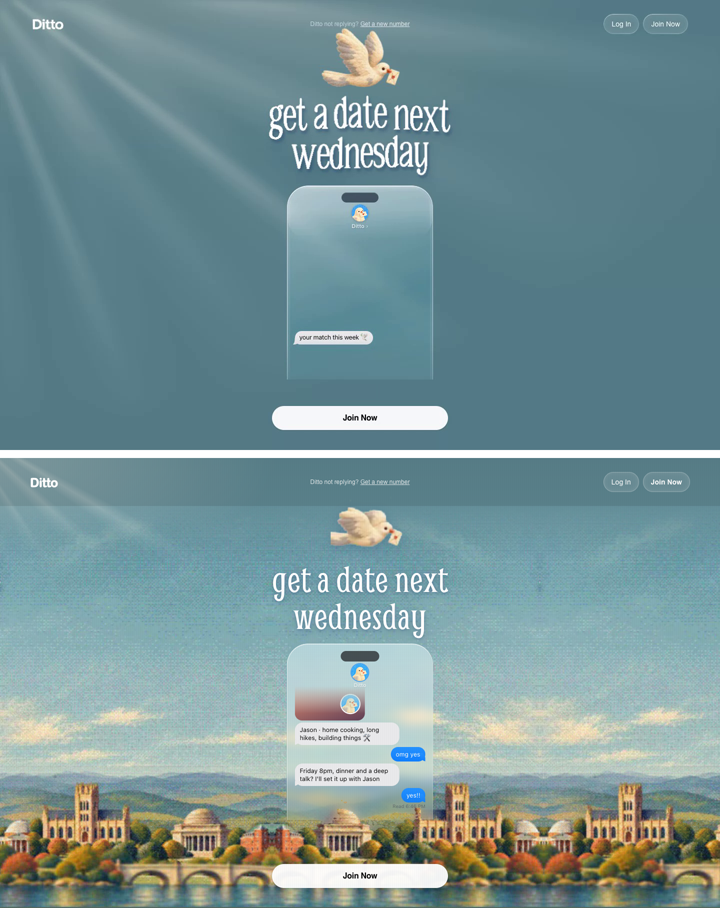 Ditto
Ditto not replying? Get a new number
Log In
Join Now
get a date next
wednesday
Ditto
your match this week
Join Now
Ditto
Ditto not replying? Get a new number
Log In
Join Now
get a date next
wednesday
Jason - home cooking, long
hikes, building things 🛠
omg yes
Friday 8pm, dinner and a deep
talk? I'll set it up with Jason
yes!!
Join Now